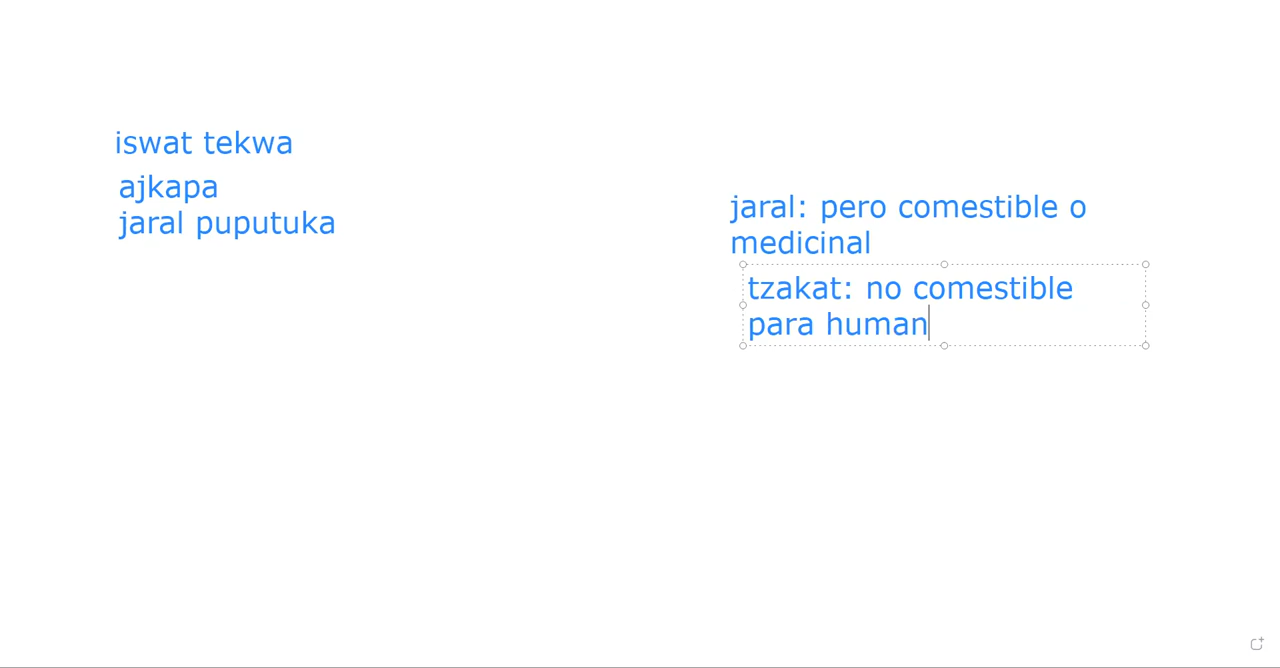 iswat tekwa
ajkapa
jaral puputuka
jaral: pero comestible o
medicinal
tzakat: no comestible
para human